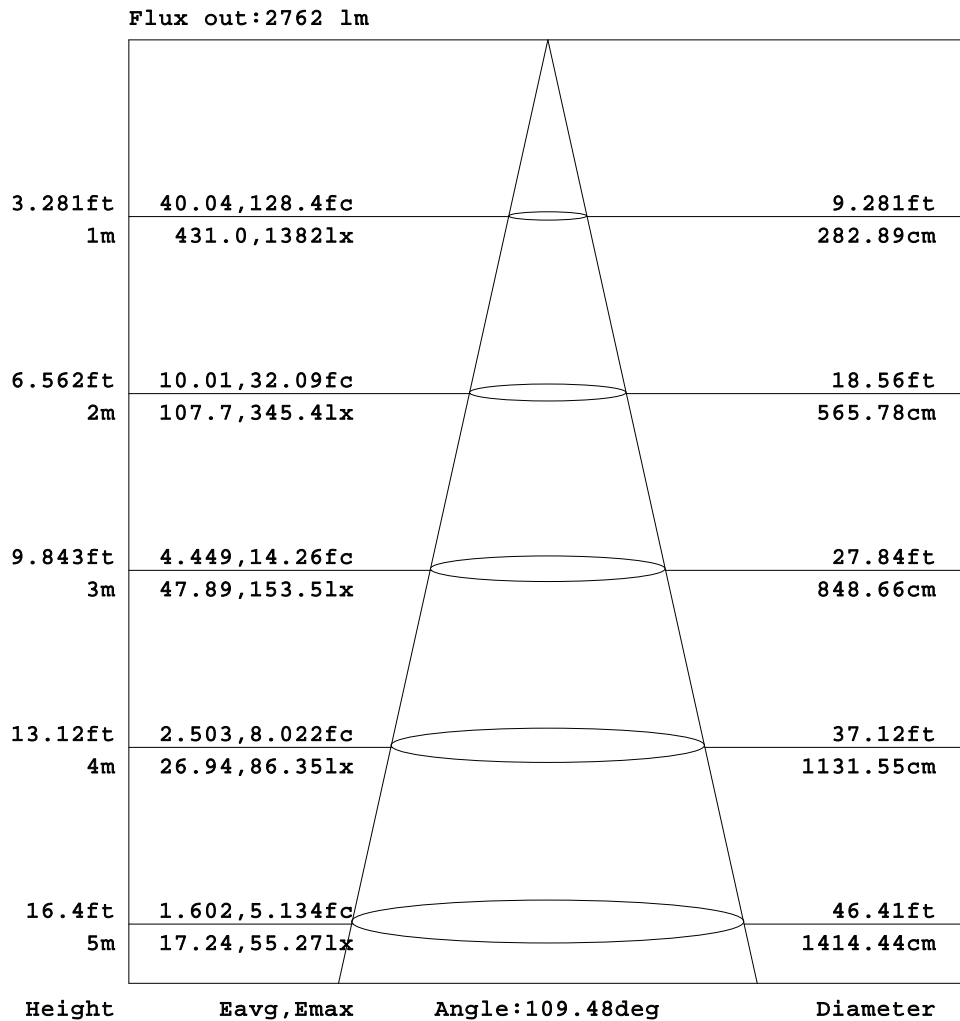 Flux out:2762 lm
3.281ft 40.04,128.4fc 9.281ft
1m 431.0,1382lx 282.89cm
6.562ft 10.01,32.09fc 18.56ft
2m 107.7,345.4lx 565.78cm
9.843ft 4.449,14.26fc 27.84ft
3m 47.89,153.5lx 848.66cm
13.12ft 2.503,8.022fc 37.12ft
4m 26.94,86.35lx 1131.55cm
16.4ft 1.602,5.134fc 46.41ft
5m 17.24,55.27lx 1414.44cm
Height Eavg,Emax Angle:109.48deg Diameter